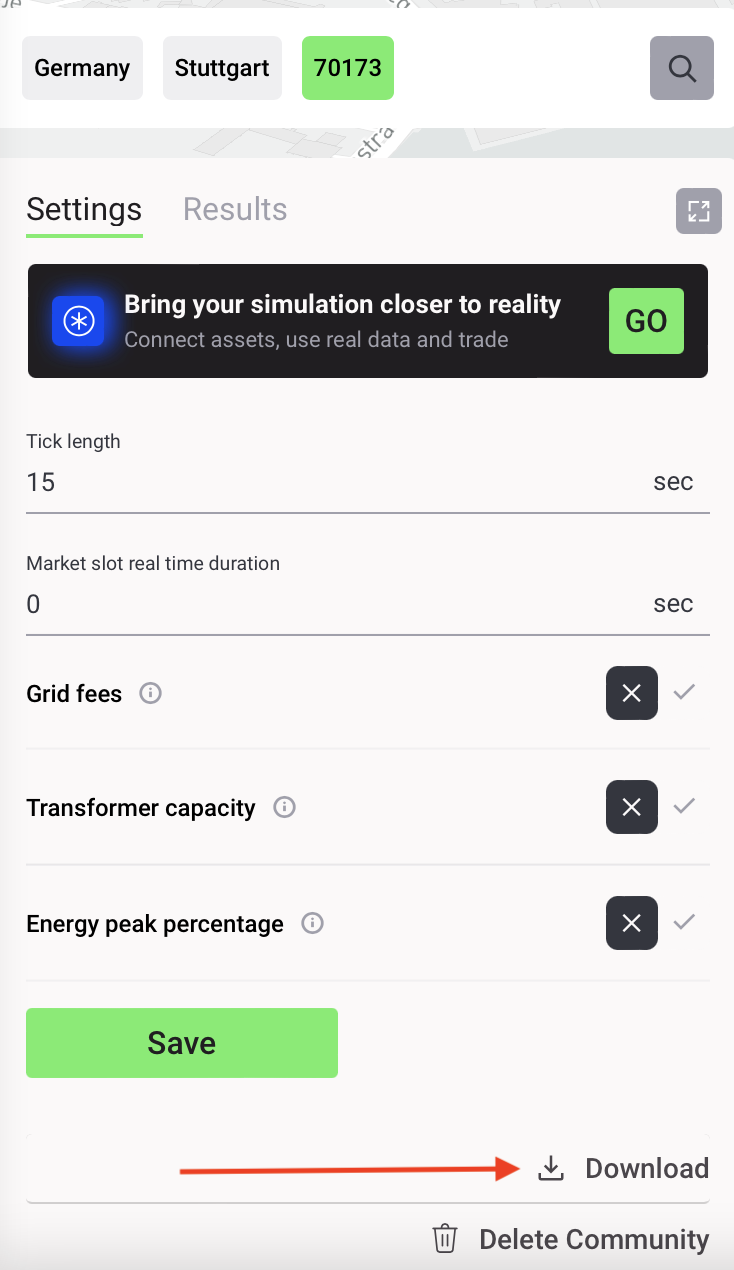 Germany
Stuttgart
70173
stra
Settings
Results
Bring your simulation closer to reality
Connect assets, use real data and trade
GO
Tick length
15
sec
Market slot real time duration
0
sec
Grid fees
Transformer capacity
Energy peak percentage
Save
Download
Delete Community